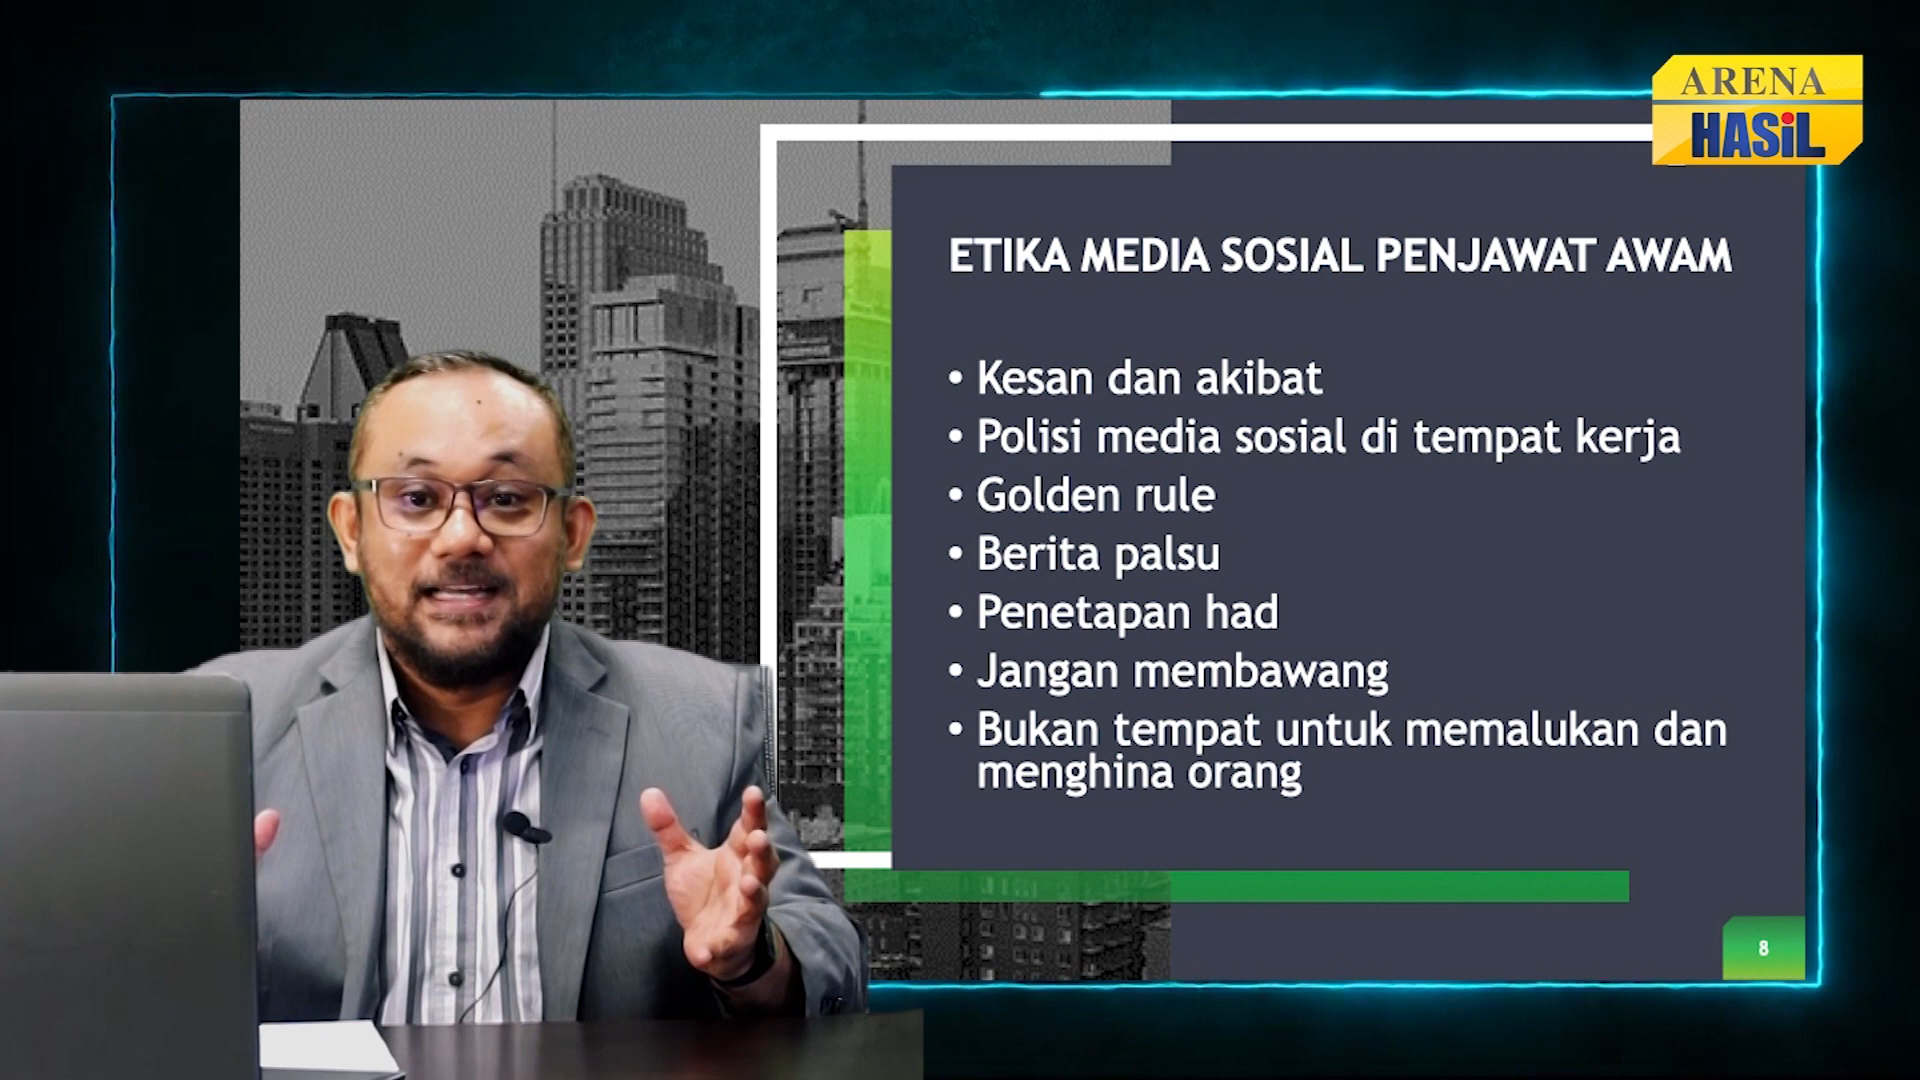 ARENA
HASiL
ETIKA MEDIA SOSIAL PENJAWAT AWAM
• Kesan dan akibat
• Polisi media sosial di tempat kerja
• Golden rule
• Berita palsu
• Penetapan had
• Jangan membawang
• Bukan tempat untuk memalukan dan
menghina orang
8